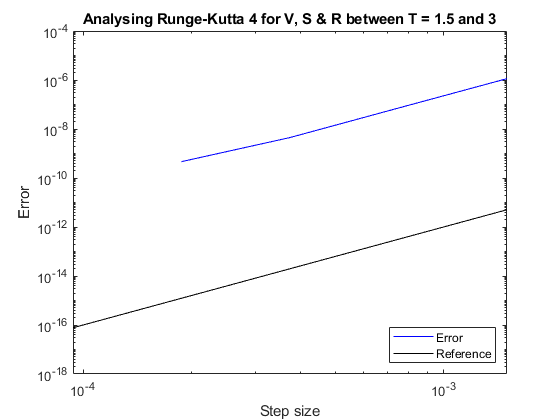 Analysing Runge-Kutta 4 for V, S & R between T = 1.5 and 3
10^-4
10^-6
10^-8
10^-10
10^-12
10^-14
10^-16
10^-18
Error
Error
Reference
10^-4
10^-3
Step size